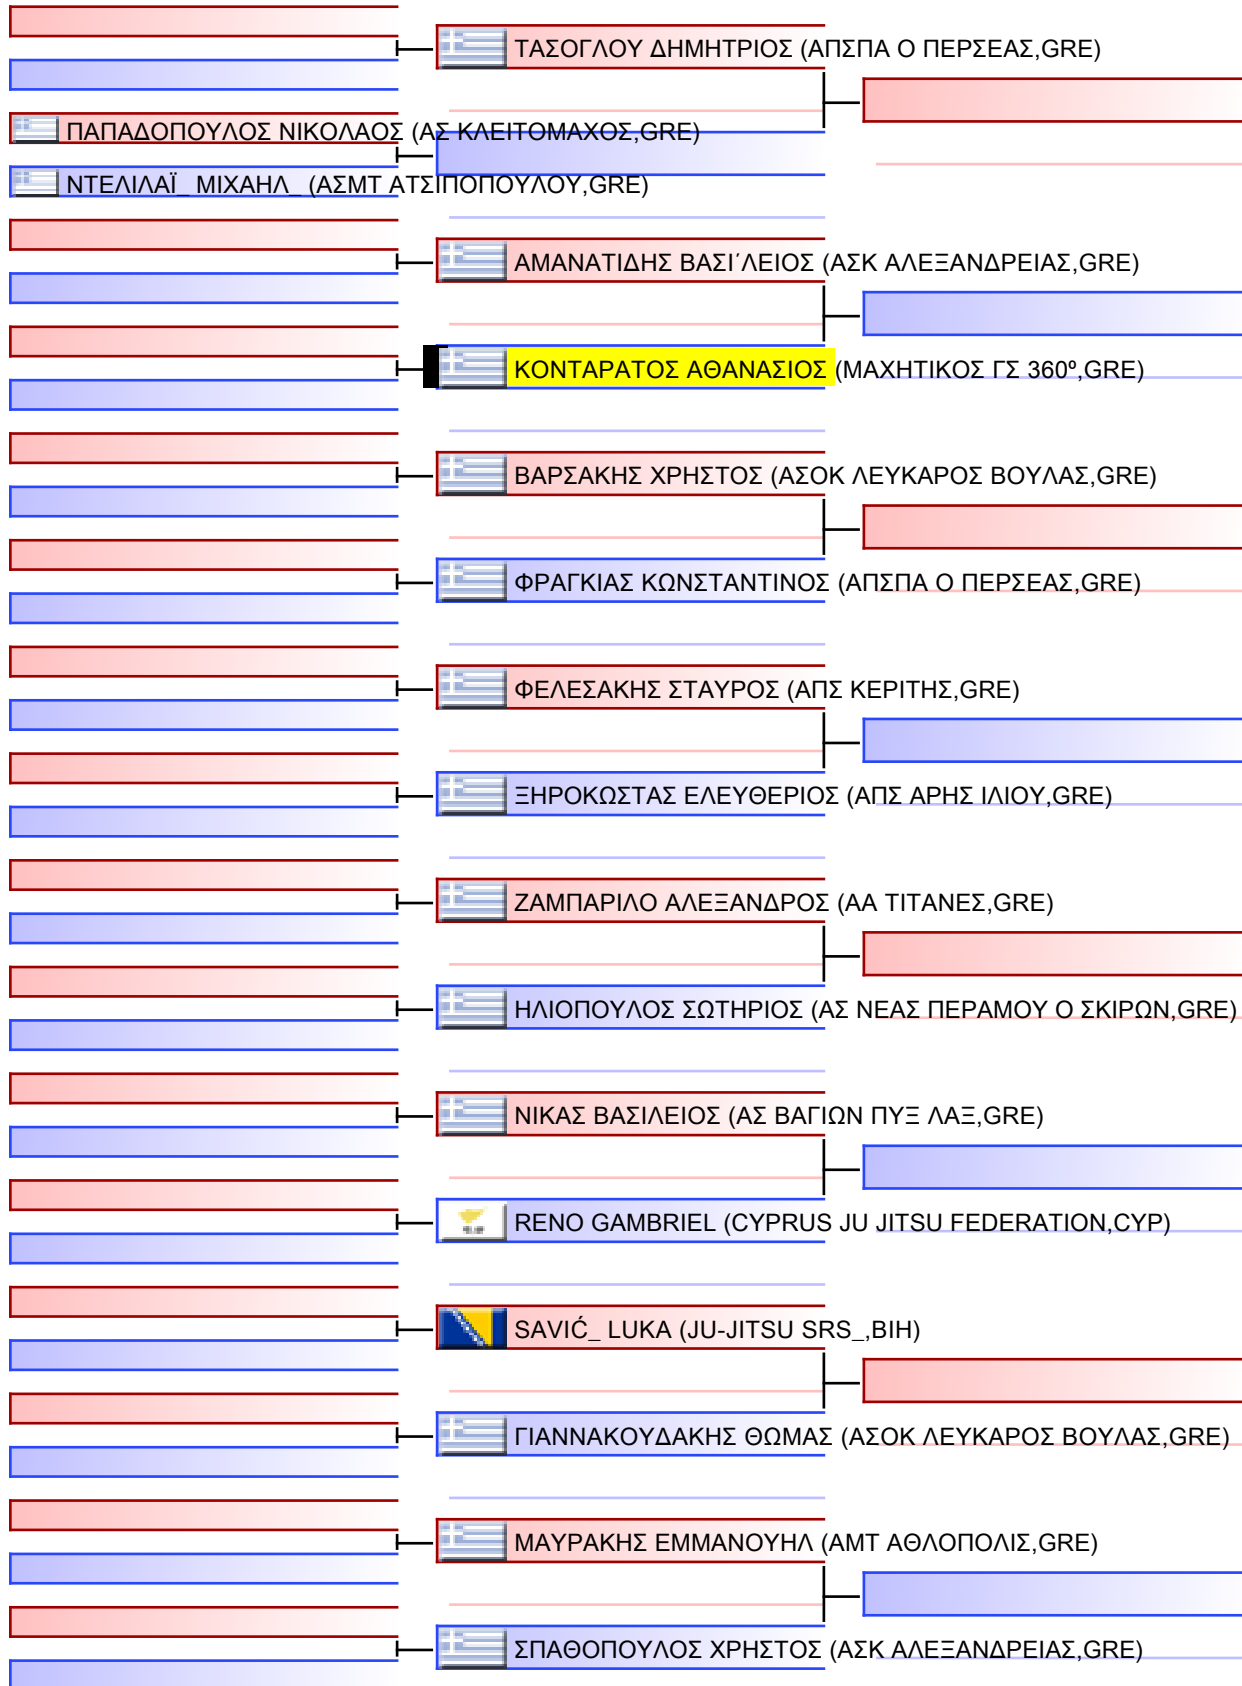 ΤΑΣΟΓΛΟΥ ΔΗΜΗΤΡΙΟΣ (ΑΠΣΠΑ Ο ΠΕΡΣΕΑΣ,GRE)
ΠΑΠΑΔΟΠΟΥΛΟΣ ΝΙΚΟΛΑΟΣ (ΑΣ ΚΛΕΙΤΟΜΑΧΟΣ,GRE)
ΝΤΕΛΙΛΑΪ_ ΜΙΧΑΗΛ_ (ΑΣΜΤ ΑΤΣΙΠΟΠΟΥΛΟΥ,GRE)
ΑΜΑΝΑΤΙΔΗΣ ΒΑΣΙ΄ΛΕΙΟΣ (ΑΣΚ ΑΛΕΞΑΝΔΡΕΙΑΣ,GRE)
ΚΟΝΤΑΡΑΤΟΣ ΑΘΑΝΑΣΙΟΣ (ΜΑΧΗΤΙΚΟΣ ΓΣ 360º,GRE)
ΒΑΡΣΑΚΗΣ ΧΡΗΣΤΟΣ (ΑΣΟΚ ΛΕΥΚΑΡΟΣ ΒΟΥΛΑΣ,GRE)
ΦΡΑΓΚΙΑΣ ΚΩΝΣΤΑΝΤΙΝΟΣ (ΑΠΣΠΑ Ο ΠΕΡΣΕΑΣ,GRE)
ΦΕΛΕΣΑΚΗΣ ΣΤΑΥΡΟΣ (ΑΠΣ ΚΕΡΙΤΗΣ,GRE)
ΞΗΡΟΚΩΣΤΑΣ ΕΛΕΥΘΕΡΙΟΣ (ΑΠΣ ΑΡΗΣ ΙΛΙΟΥ,GRE)
ΖΑΜΠΑΡΙΛΟ ΑΛΕΞΑΝΔΡΟΣ (ΑΑ ΤΙΤΑΝΕΣ,GRE)
ΗΛΙΟΠΟΥΛΟΣ ΣΩΤΗΡΙΟΣ (ΑΣ ΝΕΑΣ ΠΕΡΑΜΟΥ Ο ΣΚΙΡΩΝ,GRE)
ΝΙΚΑΣ ΒΑΣΙΛΕΙΟΣ (ΑΣ ΒΑΓΙΩΝ ΠΥΞ ΛΑΞ,GRE)
RENO GAMBRIEL (CYPRUS JU JITSU FEDERATION,CYP)
SAVIĆ_ LUKA (JU-JITSU SRS_,BIH)
ΓΙΑΝΝΑΚΟΥΔΑΚΗΣ ΘΩΜΑΣ (ΑΣΟΚ ΛΕΥΚΑΡΟΣ ΒΟΥΛΑΣ,GRE)
ΜΑΥΡΑΚΗΣ ΕΜΜΑΝΟΥΗΛ (ΑΜΤ ΑΘΛΟΠΟΛΙΣ,GRE)
ΣΠΑΘΟΠΟΥΛΟΣ ΧΡΗΣΤΟΣ (ΑΣΚ ΑΛΕΞΑΝΔΡΕΙΑΣ,GRE)